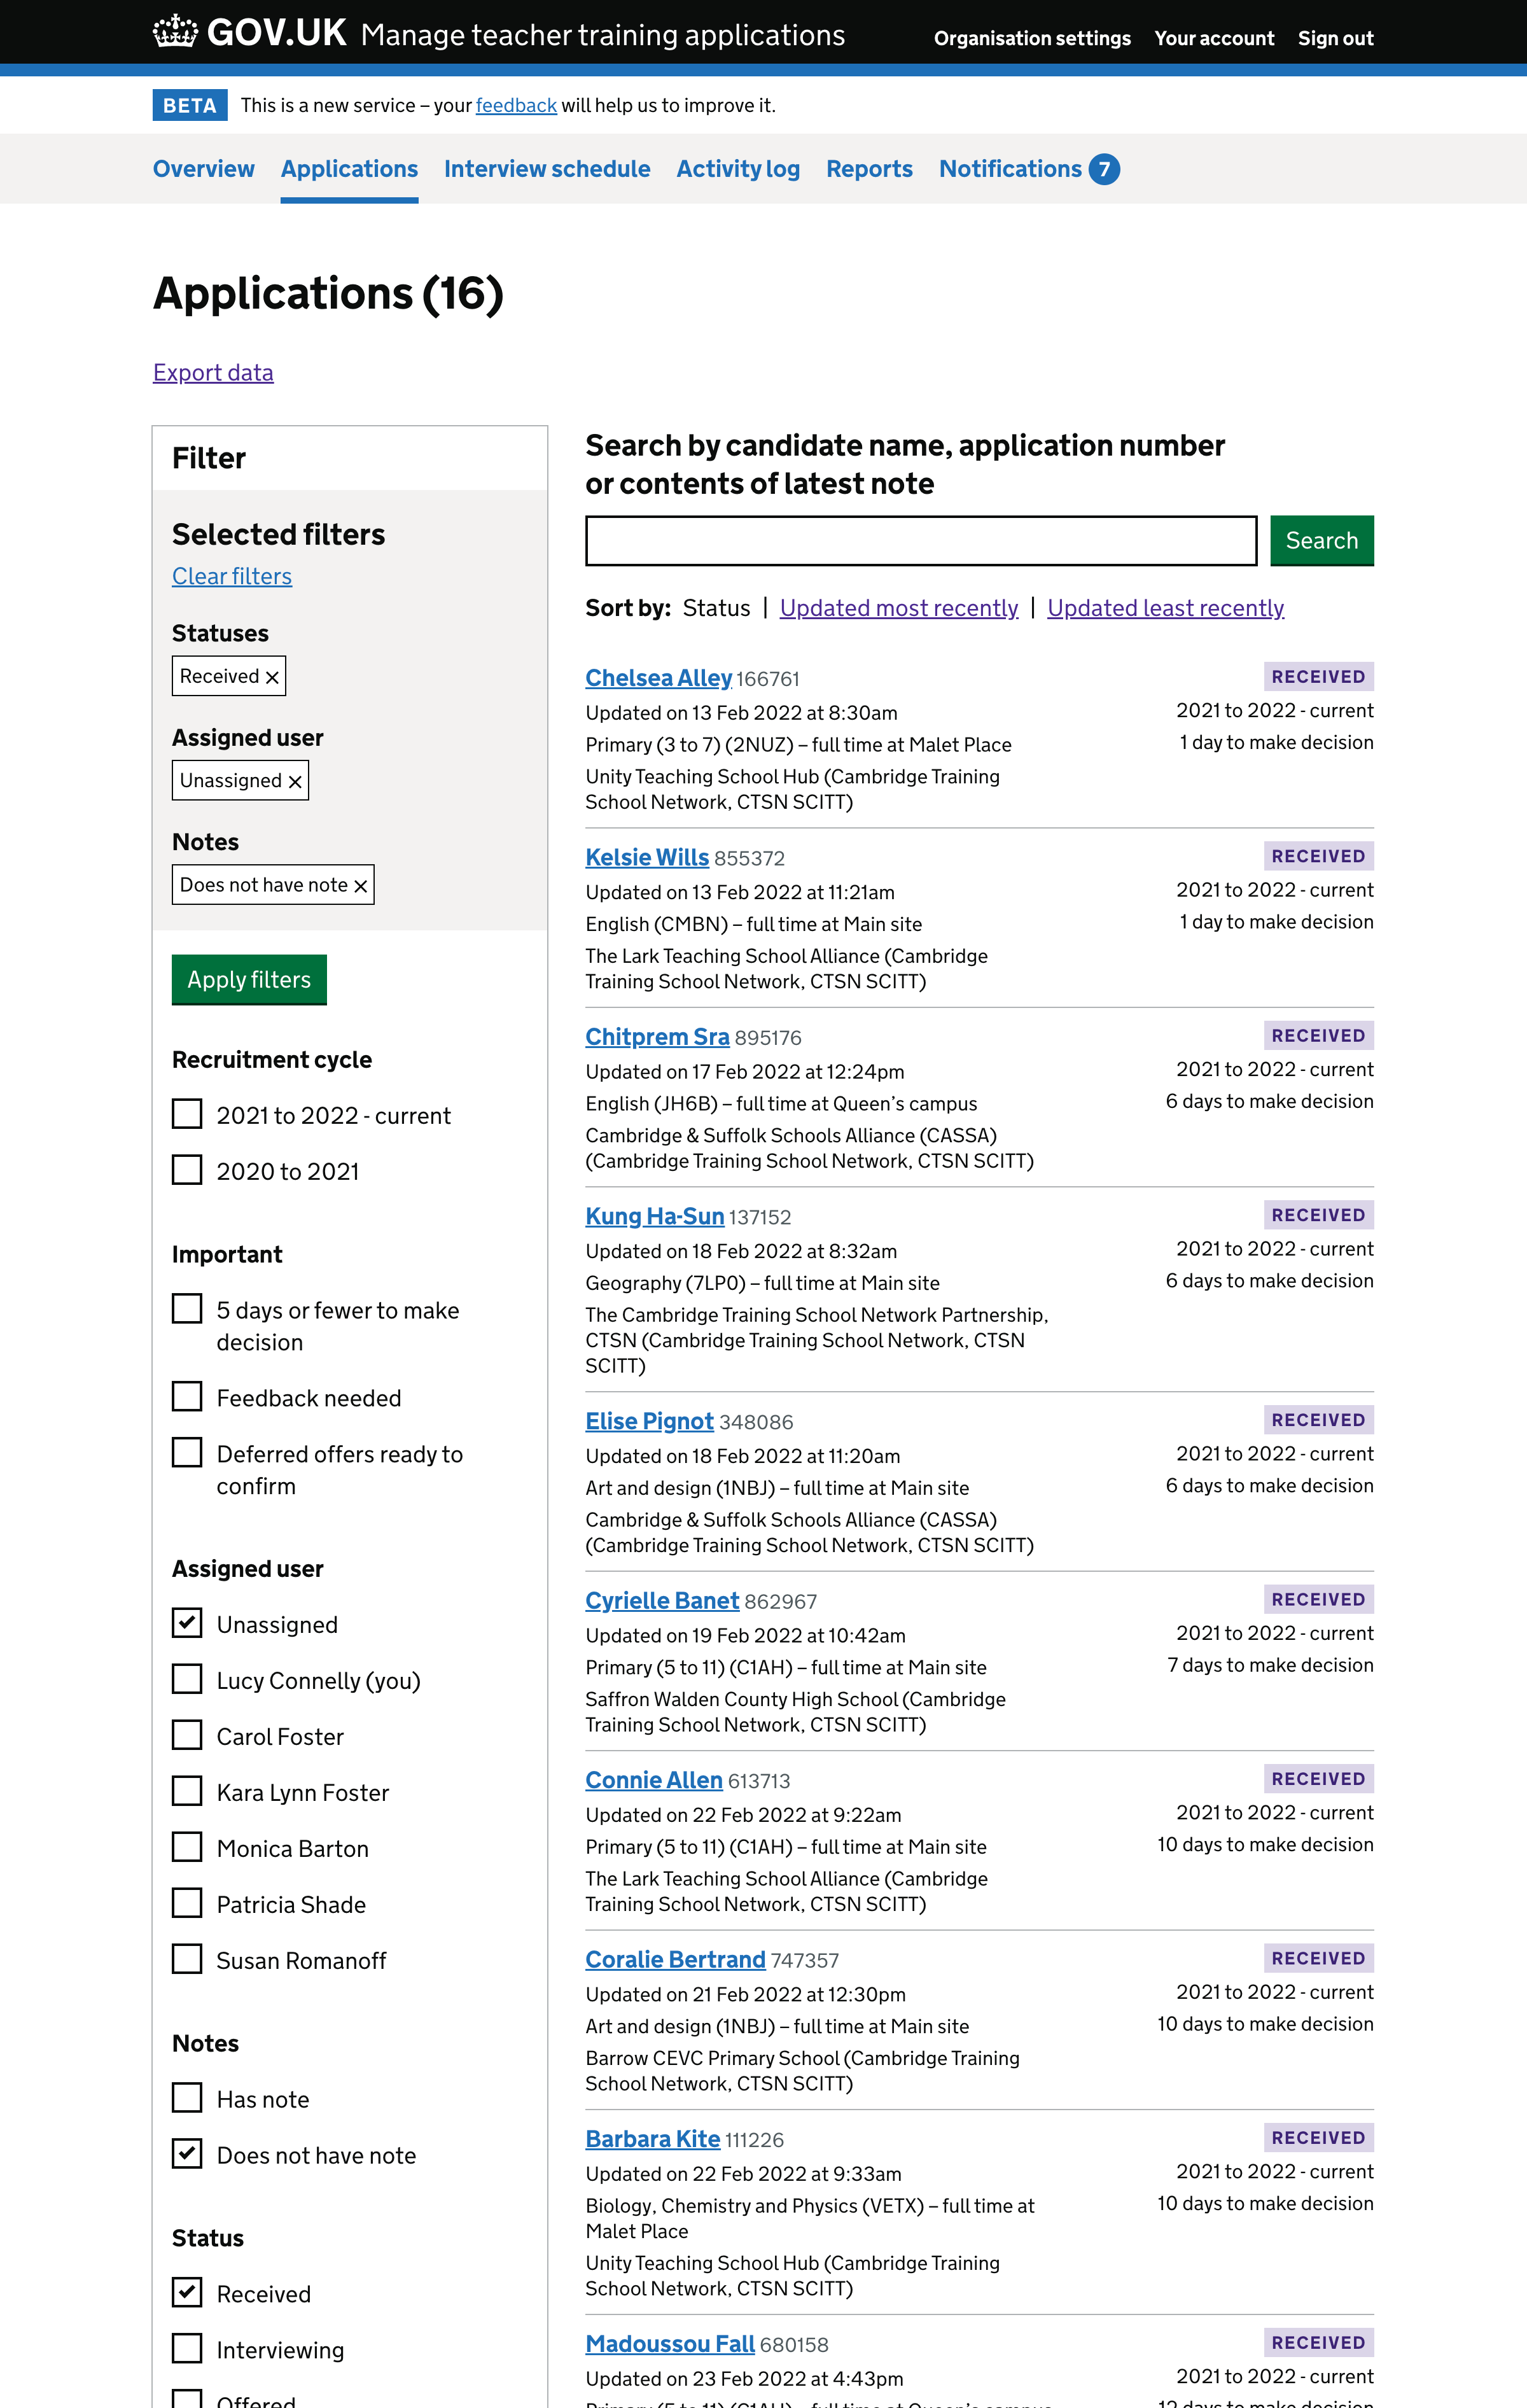 GOV.UK Manage teacher training applications
Organisation settings Your account Sign out
BETA This is a new service – your feedback will help us to improve it.
Overview Applications Interview schedule Activity log Reports Notifications 7
Applications (16)
Export data
Filter
Selected filters
Clear filters
Statuses
Received ×
Assigned user
Unassigned ×
Notes
Does not have note ×
Apply filters
Recruitment cycle
2021 to 2022 - current
2020 to 2021
Important
5 days or fewer to make
decision
Feedback needed
Deferred offers ready to
confirm
Assigned user
Unassigned
Lucy Connelly (you)
Carol Foster
Kara Lynn Foster
Monica Barton
Patricia Shade
Susan Romanoff
Notes
Has note
Does not have note
Status
Received
Interviewing
Offered
Search by candidate name, application number
or contents of latest note
Search
Sort by: Status | Updated most recently | Updated least recently
Chelsea Alley 166761
RECEIVED
Updated on 13 Feb 2022 at 8:30am
2021 to 2022 - current
Primary (3 to 7) (2NUZ) – full time at Malet Place
1 day to make decision
Unity Teaching School Hub (Cambridge Training
School Network, CTSN SCITT)
Kelsie Wills 855372
RECEIVED
Updated on 13 Feb 2022 at 11:21am
2021 to 2022 - current
English (CMBN) – full time at Main site
1 day to make decision
The Lark Teaching School Alliance (Cambridge
Training School Network, CTSN SCITT)
Chitprem Sra 895176
RECEIVED
Updated on 17 Feb 2022 at 12:24pm
2021 to 2022 - current
English (JH6B) – full time at Queen’s campus
6 days to make decision
Cambridge & Suffolk Schools Alliance (CASSA)
(Cambridge Training School Network, CTSN SCITT)
Kung Ha-Sun 137152
RECEIVED
Updated on 18 Feb 2022 at 8:32am
2021 to 2022 - current
Geography (7LP0) – full time at Main site
6 days to make decision
The Cambridge Training School Network Partnership,
CTSN (Cambridge Training School Network, CTSN
SCITT)
Elise Pignot 348086
RECEIVED
Updated on 18 Feb 2022 at 11:20am
2021 to 2022 - current
Art and design (1NBJ) – full time at Main site
6 days to make decision
Cambridge & Suffolk Schools Alliance (CASSA)
(Cambridge Training School Network, CTSN SCITT)
Cyrielle Banet 862967
RECEIVED
Updated on 19 Feb 2022 at 10:42am
2021 to 2022 - current
Primary (5 to 11) (C1AH) – full time at Main site
7 days to make decision
Saffron Walden County High School (Cambridge
Training School Network, CTSN SCITT)
Connie Allen 613713
RECEIVED
Updated on 22 Feb 2022 at 9:22am
2021 to 2022 - current
Primary (5 to 11) (C1AH) – full time at Main site
10 days to make decision
The Lark Teaching School Alliance (Cambridge
Training School Network, CTSN SCITT)
Coralie Bertrand 747357
RECEIVED
Updated on 21 Feb 2022 at 12:30pm
2021 to 2022 - current
Art and design (1NBJ) – full time at Main site
10 days to make decision
Barrow CEVC Primary School (Cambridge Training
School Network, CTSN SCITT)
Barbara Kite 111226
RECEIVED
Updated on 22 Feb 2022 at 9:33am
2021 to 2022 - current
Biology, Chemistry and Physics (VETX) – full time at
Malet Place
10 days to make decision
Unity Teaching School Hub (Cambridge Training
School Network, CTSN SCITT)
Madoussou Fall 680158
RECEIVED
Updated on 23 Feb 2022 at 4:43pm
2021 to 2022 - current
Primary (5 to 11) (C1AH) – full time at Queen’s campus
12 days to make decision